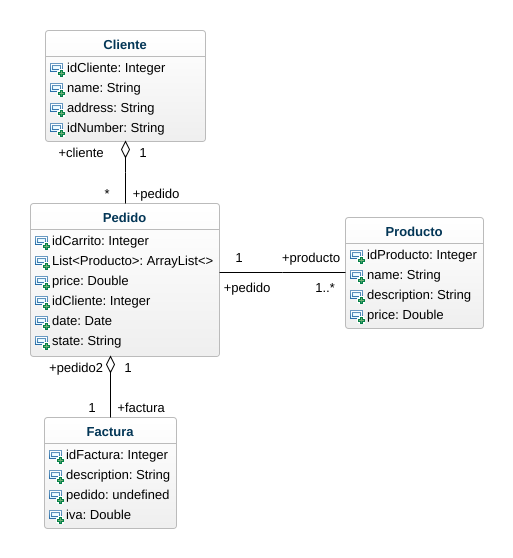 Cliente
idCliente: Integer
name: String
address: String
idNumber: String
+cliente 1
* +pedido
Pedido
idCarrito: Integer
List<Producto>: ArrayList<>
price: Double
idCliente: Integer
date: Date
state: String
1 +producto
+pedido 1..*
Producto
idProducto: Integer
name: String
description: String
price: Double
+pedido2 1
1 +factura
Factura
idFactura: Integer
description: String
pedido: undefined
iva: Double